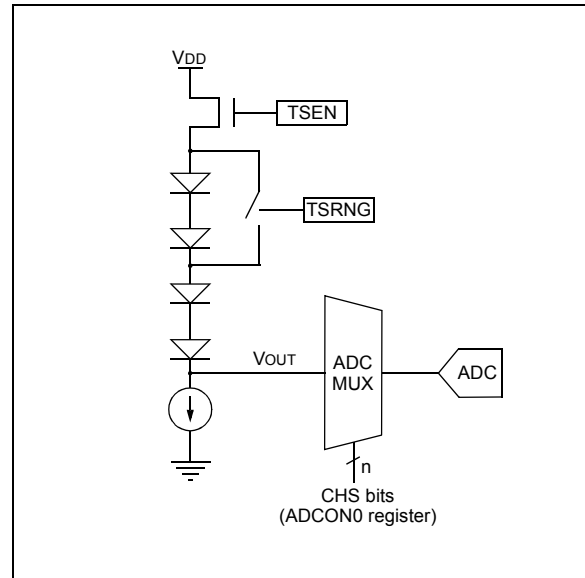 VDD
TSEN
TSRNG
VOUT
ADC
MUX
ADC
n
CHS bits
(ADCON0 register)